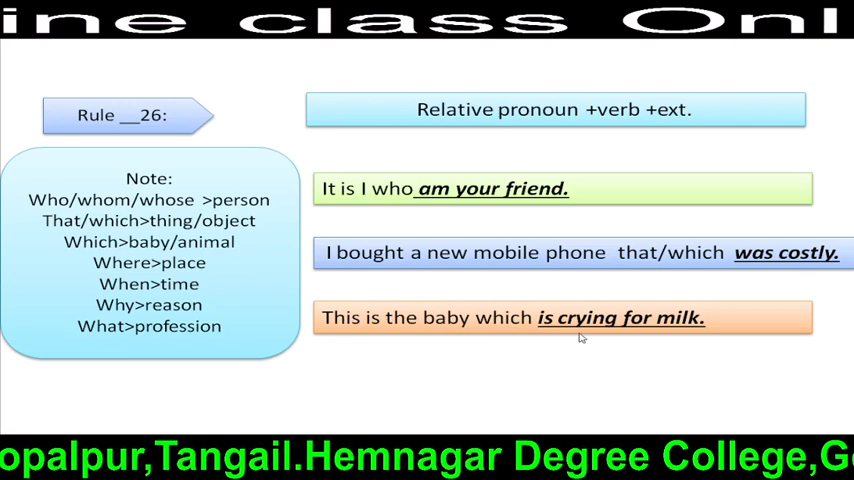 ine class Onl
Rule __26:
Relative pronoun +verb +ext.
Note:
Who/whom/whose >person
That/which>thing/object
Which>baby/animal
Where>place
When>time
Why>reason
What>profession
It is I who am your friend.
I bought a new mobile phone that/which was costly.
This is the baby which is crying for milk.
opalpur,Tangail.Hemnagar Degree College,Go